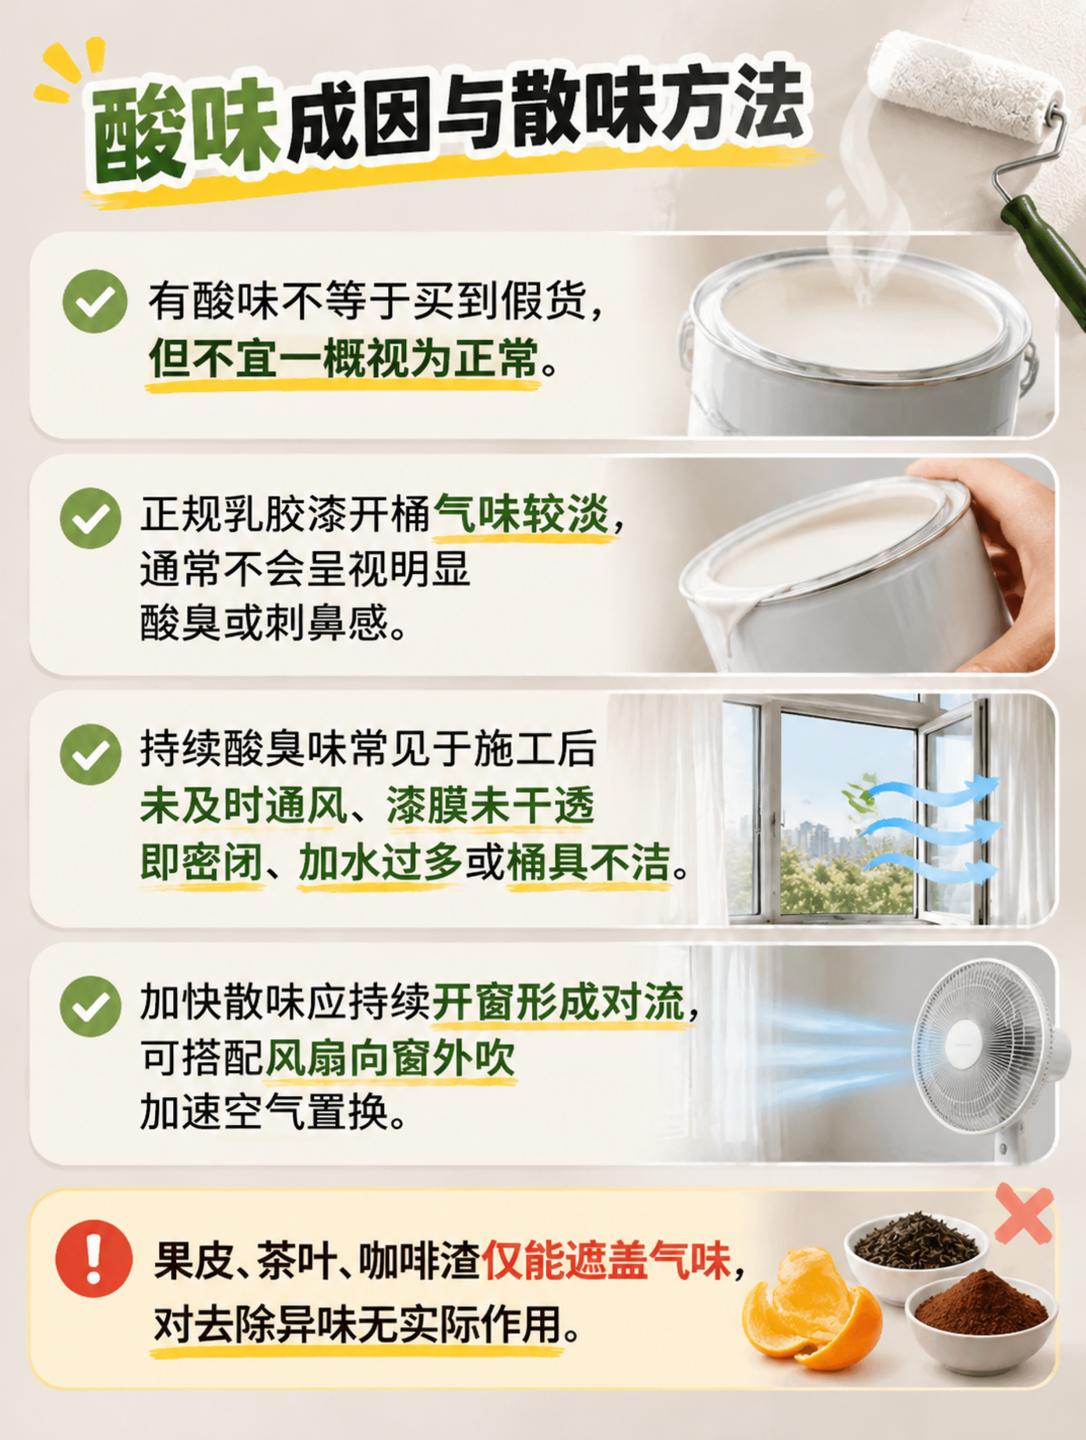 酸味成因与散味方法
有酸味不等于买到假货，
但不宜一概视为正常。
正规乳胶漆开桶气味较淡，
通常不会呈视明显
酸臭或刺鼻感。
持续酸臭味常见于施工后
未及时通风、漆膜未干透
即密闭、加水过多或桶具不洁。
加快散味应持续开窗形成对流，
可搭配风扇向窗外吹
加速空气置换。
果皮、茶叶、咖啡渣仅能遮盖气味，
对去除异味无实际作用。